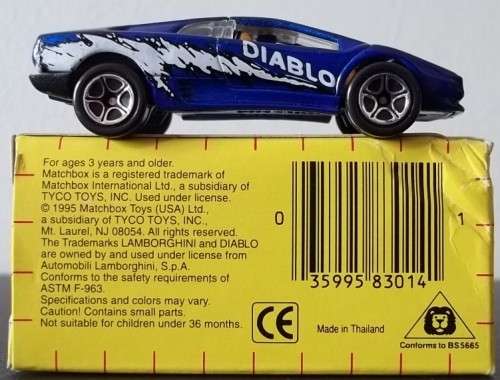 DIABLO
For ages 3 years and older.
Matchbox is a registered trademark of
Matchbox International Ltd., a subsidiary of
TYCO TOYS, INC. Used under license.
© 1995 Matchbox Toys (USA) Ltd.,
a subsidiary of TYCO TOYS, INC.,
Mt. Laurel, NJ 08054. All rights reserved.
The Trademarks LAMBORGHINI and DIABLO
are owned by and used under license from
Automobili Lamborghini, S.p.A.
Conforms to the safety requirements of
ASTM F-963.
Specifications and colors may vary.
Caution! Contains small parts.
Not suitable for children under 36 months.
0 35995 83014 1
CE
Made in Thailand
Conforms to BS5665